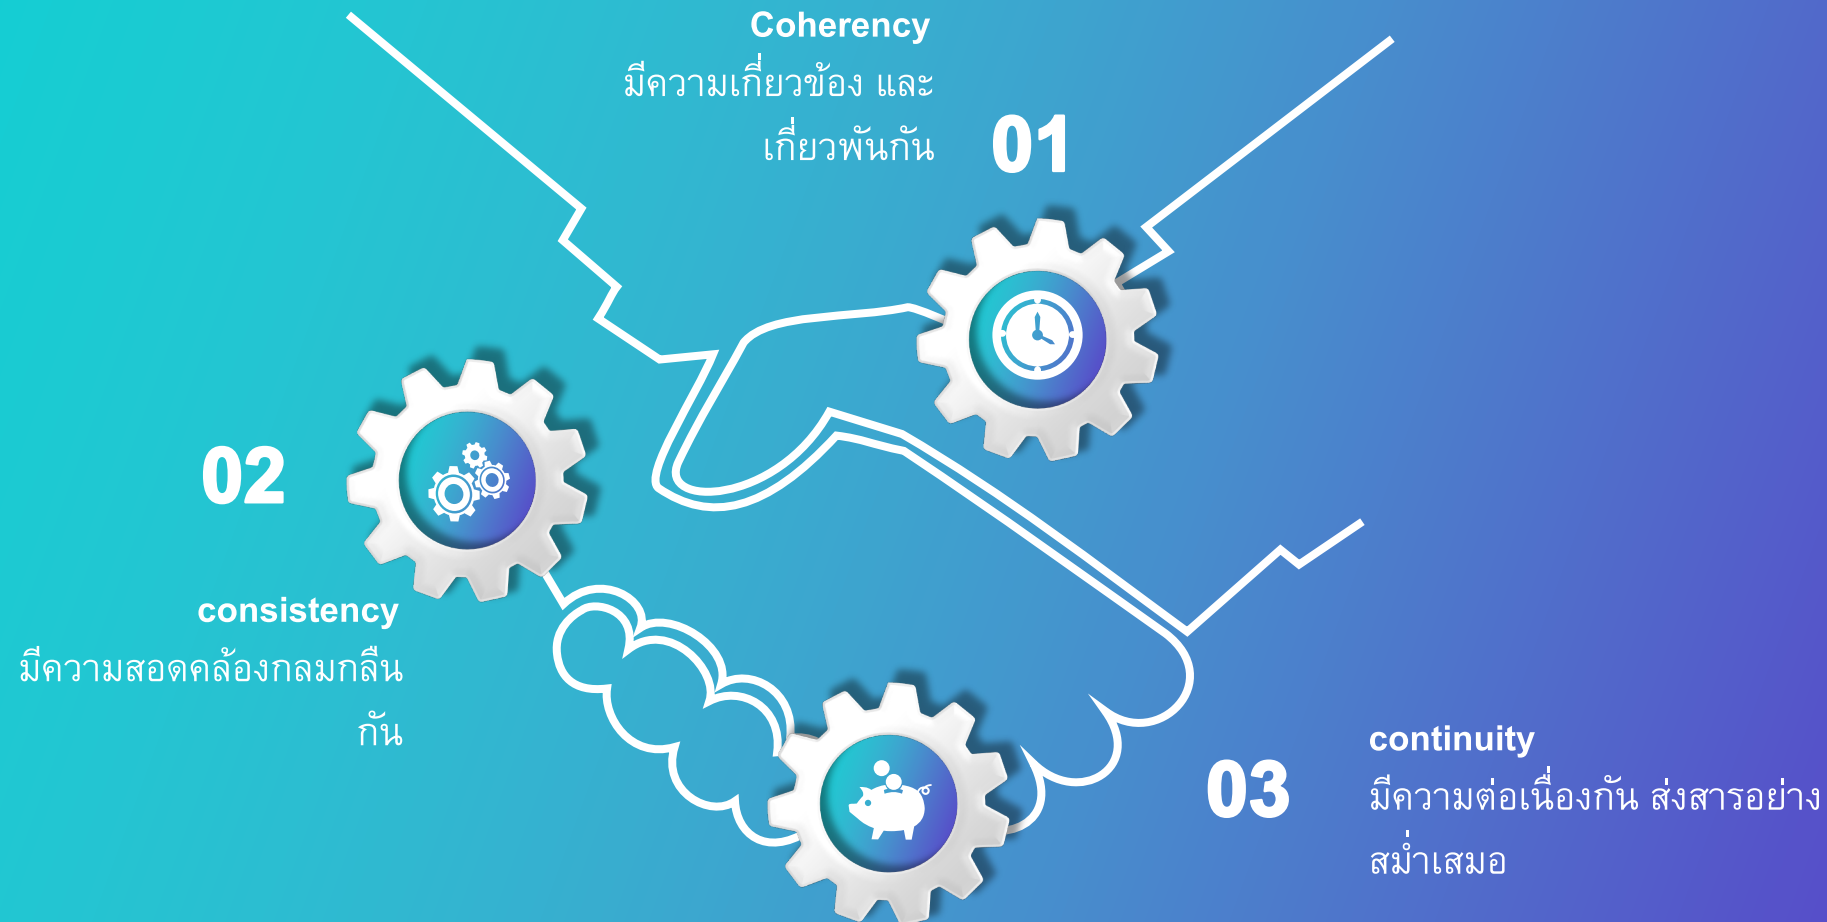 Coherency
มีความเกี่ยวข้อง และ
เกี่ยวพันกัน
01
02
consistency
มีความสอดคล้องกลมกลืน
กัน
03
continuity
มีความต่อเนื่องกัน ส่งสารอย่าง
สม่ำเสมอ